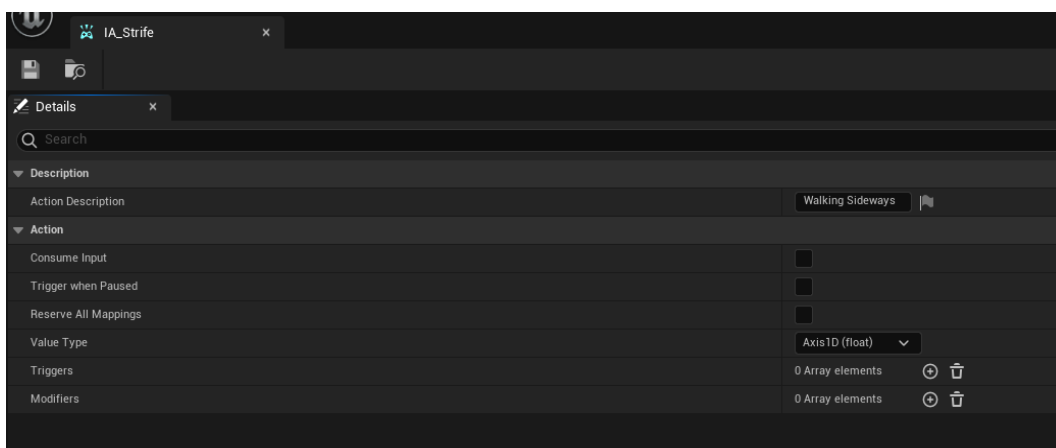 IA_Strife
Details
Search
Description
Action Description Walking Sideways
Action
Consume Input
Trigger when Paused
Reserve All Mappings
Value Type Axis1D (float)
Triggers 0 Array elements
Modifiers 0 Array elements